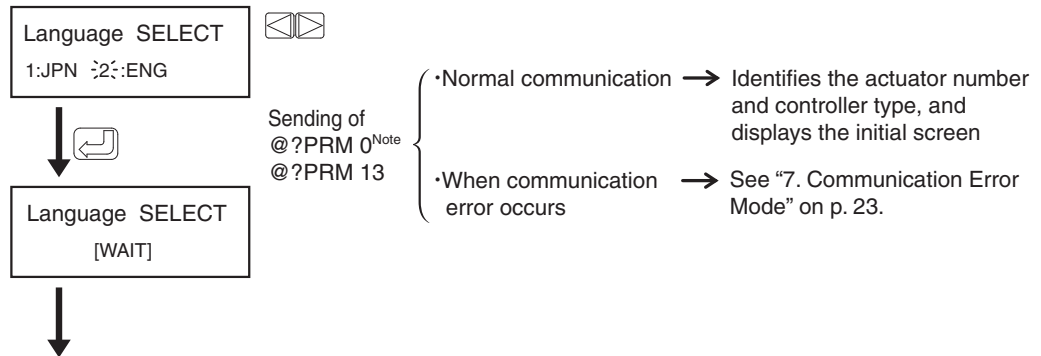 Language SELECT
1:JPN 2:ENG
Sending of
@?PRM 0Note
@?PRM 13
・Normal communication
Identifies the actuator number
and controller type, and
displays the initial screen
・When communication
error occurs
See “7. Communication Error
Mode” on p. 23.
Language SELECT
[WAIT]